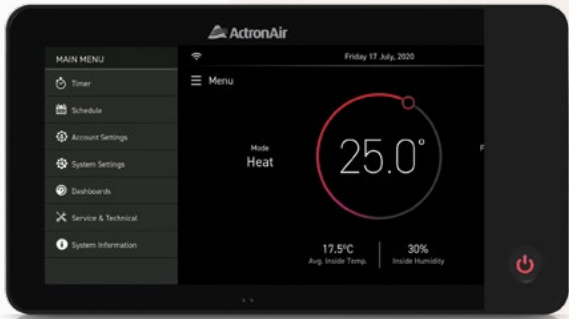 ActronAir
MAIN MENU
Timer
Schedule
Account Settings
System Settings
Dashboards
Service & Technical
System Information
Friday 17 July, 2020
Menu
Mode
Heat
25.0°
17.5°C
Avg. Inside Temp.
30%
Inside Humidity